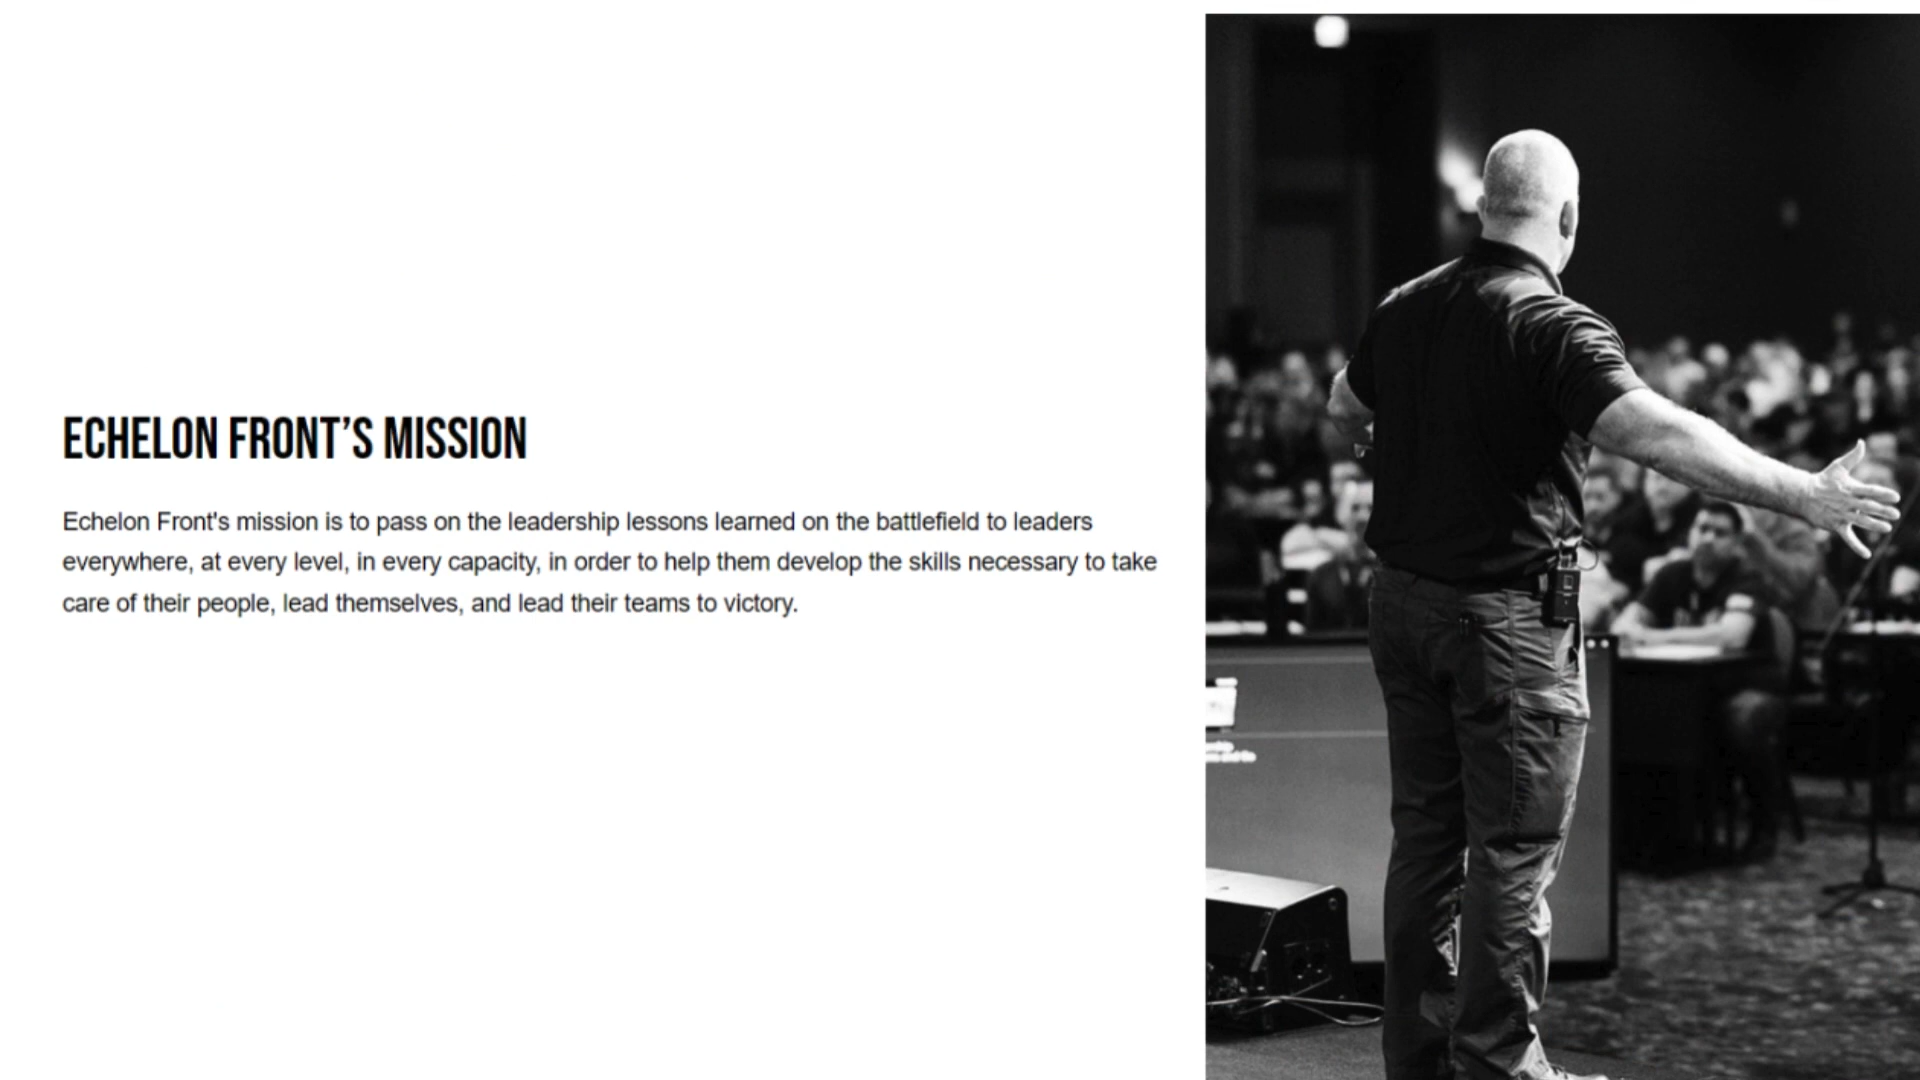 ECHELON FRONT’S MISSION
Echelon Front's mission is to pass on the leadership lessons learned on the battlefield to leaders
everywhere, at every level, in every capacity, in order to help them develop the skills necessary to take
care of their people, lead themselves, and lead their teams to victory.